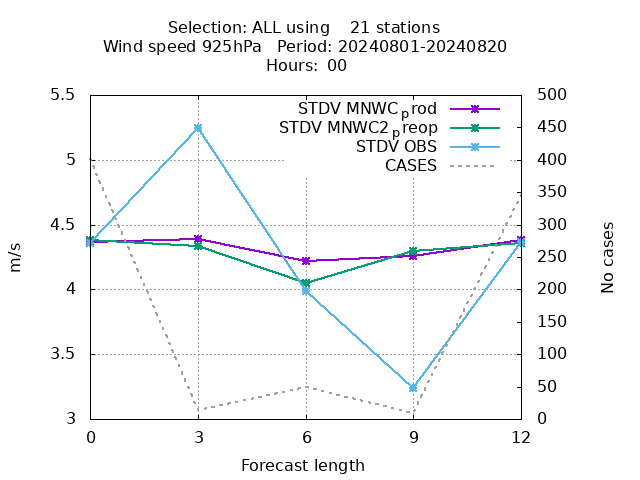 Selection: ALL using    21 stations
Wind speed 925hPa   Period: 20240801-20240820
Hours:  00
STDV MNWCprod
STDV MNWC2preop
STDV OBS
CASES
5.5
5
4.5
4
3.5
3
m/s
500
450
400
350
300
250
200
150
100
50
0
No cases
0 3 6 9 12
Forecast length